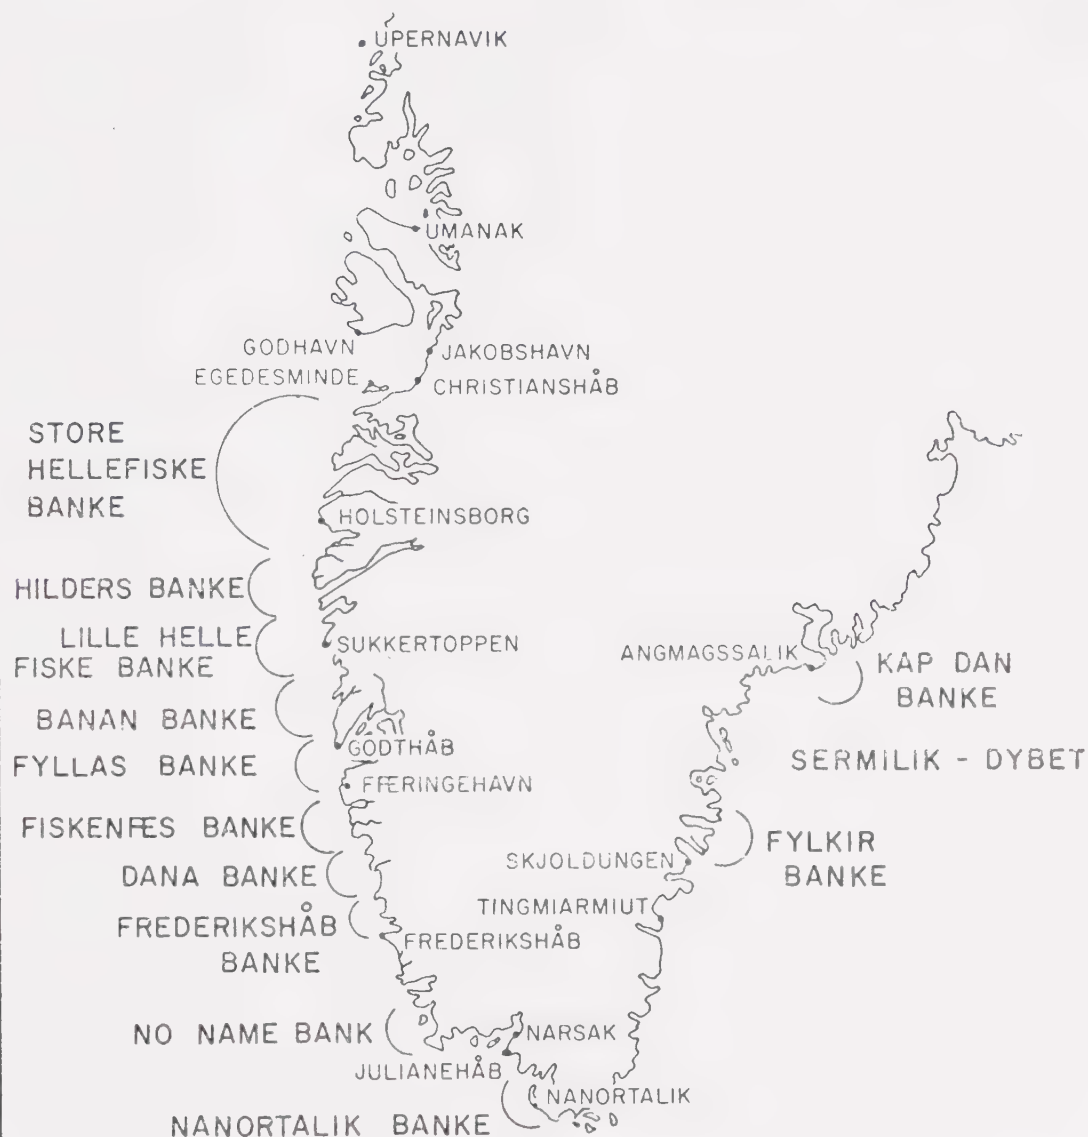 UPERNAVIK
UMANAK
GODHAVN
JAKOBSHAVN
EGEDESMINDE
CHRISTIANSHÅB
STORE
HELLEFISKE
BANKE
HOLSTEINSBORG
HILDERS BANKE
LILLE HELLE
FISKE BANKE
SUKKERTOPPEN
ANGMAGSSALIK
KAP DAN
BANKE
BANAN BANKE
GODTHÅB
FYLLAS BANKE
SERMILIK - DYBET
FÆRINGEHAVN
FISKENÆS BANKE
FYLKIR
BANKE
SKJOLDUNGEN
DANA BANKE
TINGMIARMIUT
FREDERIKSHÅB
BANKE
FREDERIKSHÅB
NO NAME BANK
NARSAK
JULIANEHÅB
NANORTALIK
NANORTALIK BANKE